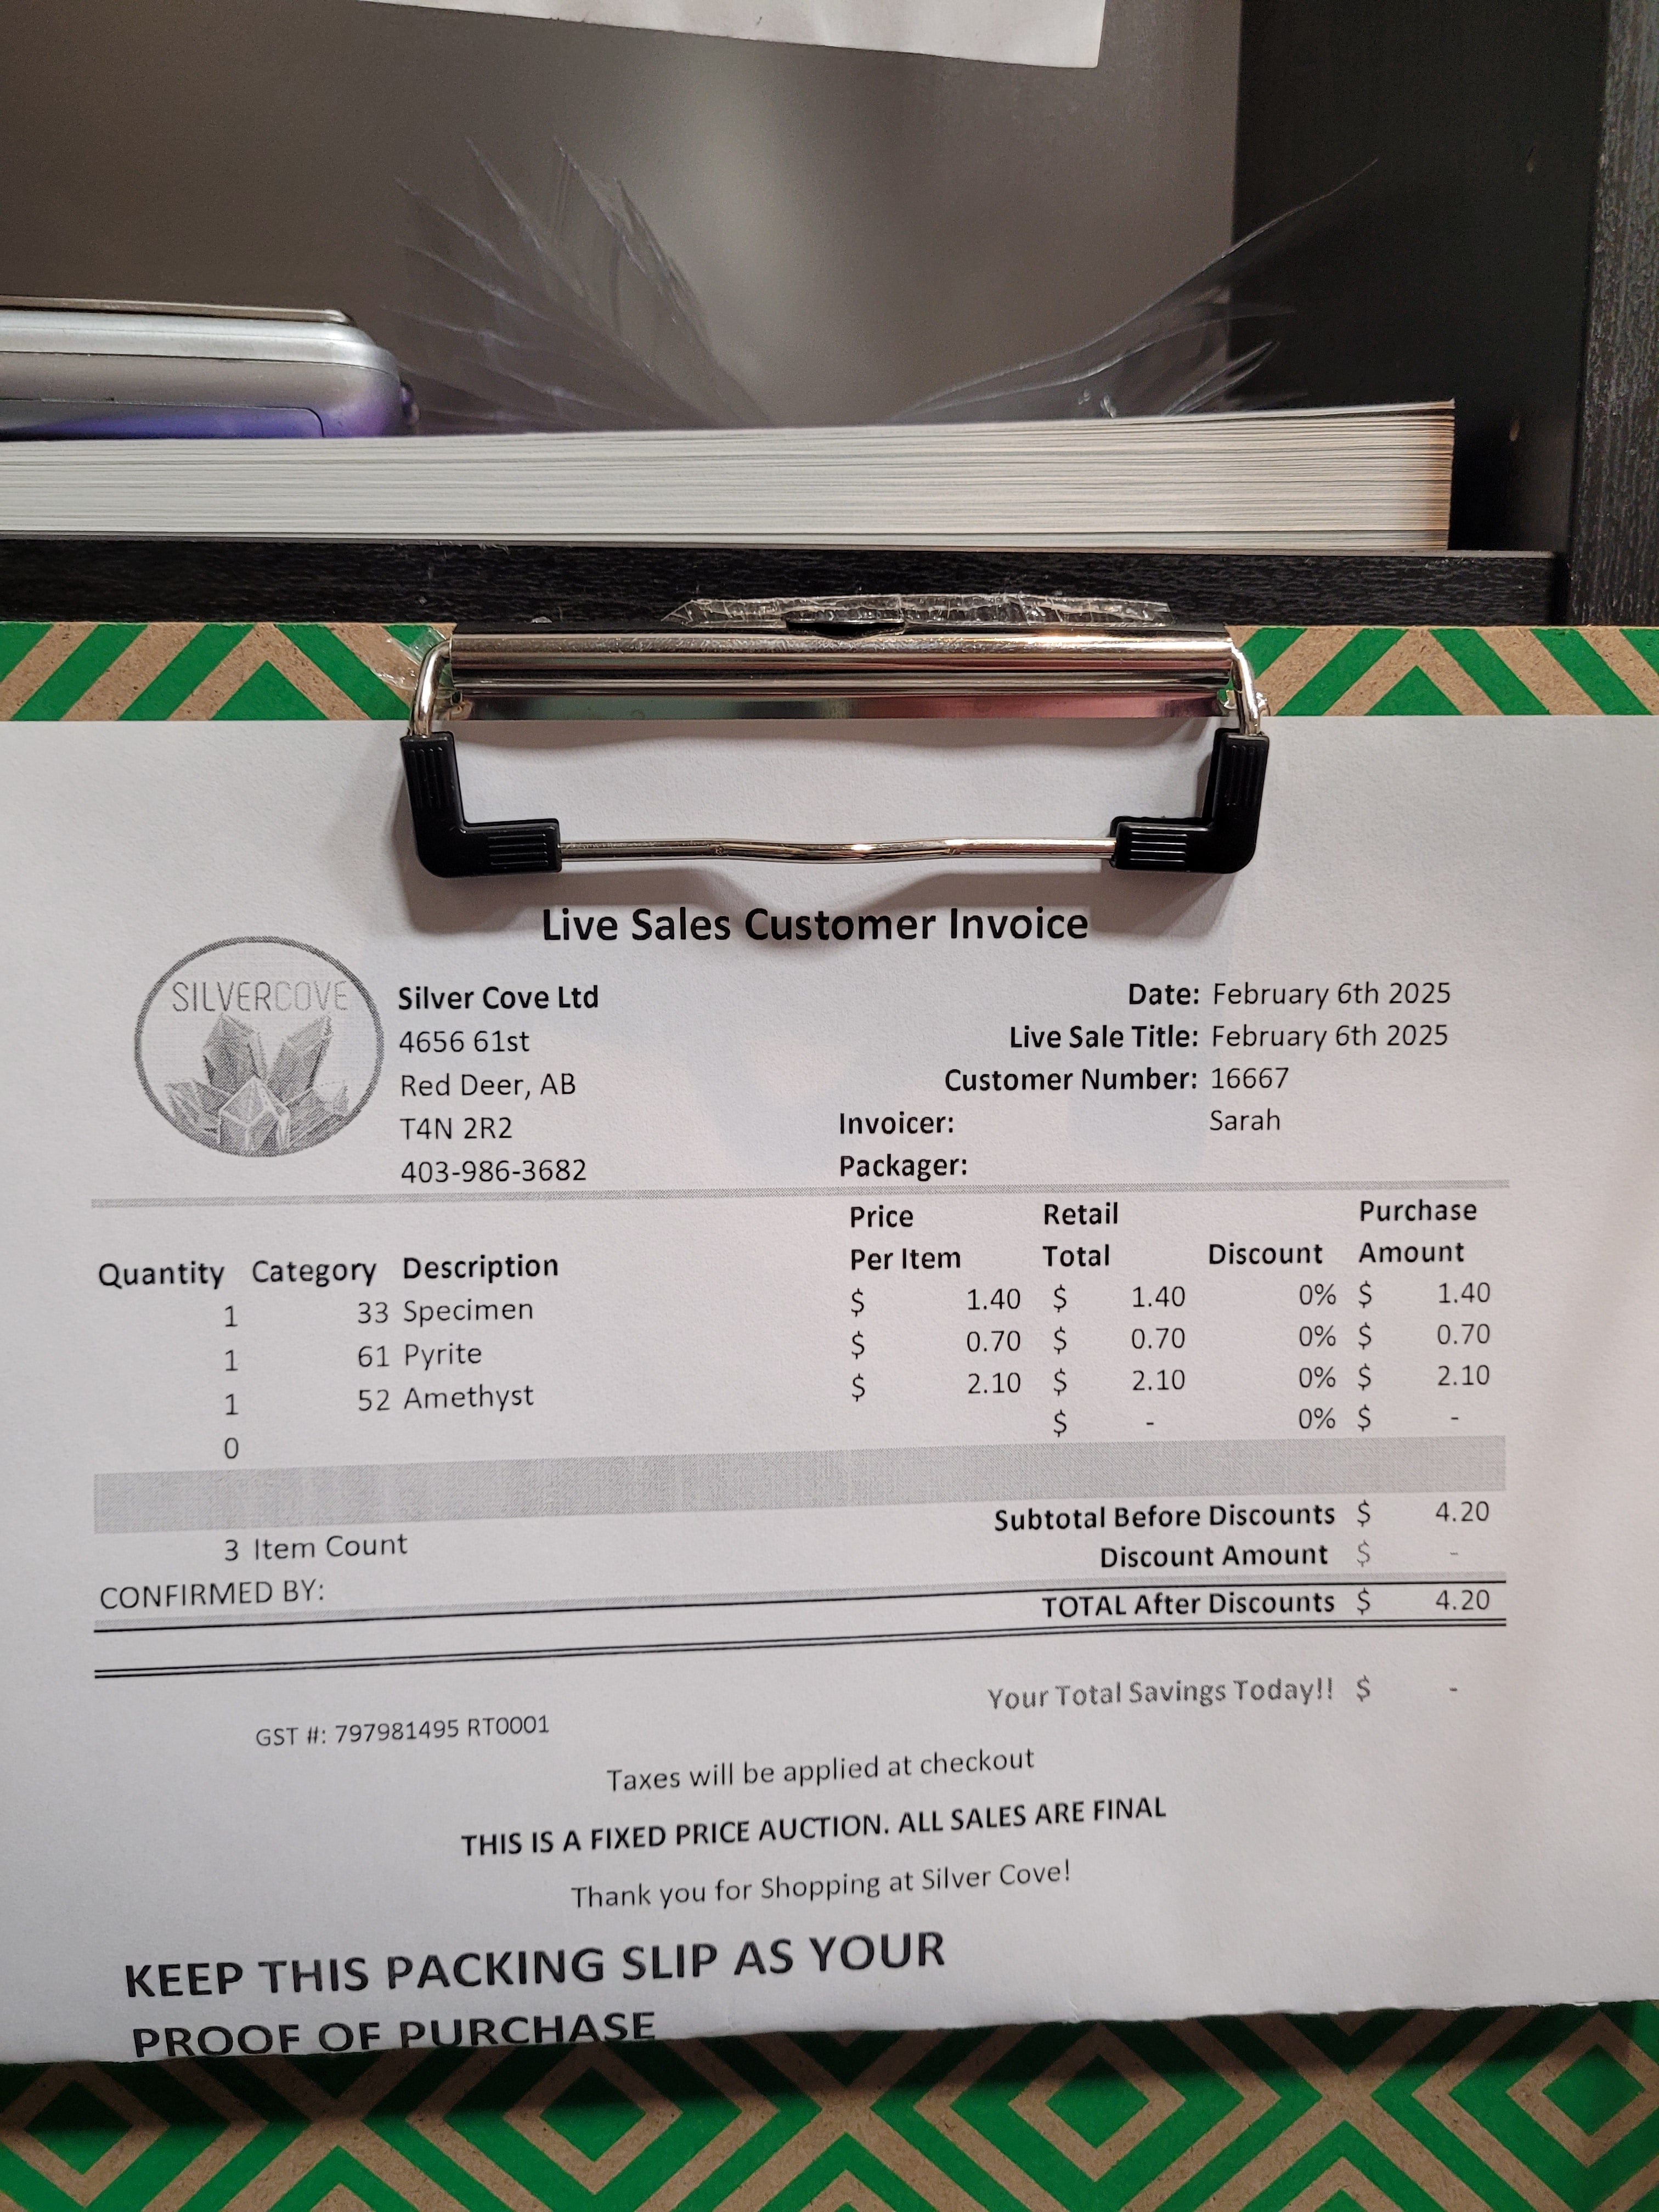 Live Sales Customer Invoice
SILVERCOVE
Silver Cove Ltd
4656 61st
Red Deer, AB
T4N 2R2
403-986-3682
Date: February 6th 2025
Live Sale Title: February 6th 2025
Customer Number: 16667
Invoicer: Sarah
Packager:
Quantity Category Description Price Per Item Retail Total Discount Purchase Amount
1 33 Specimen $ 1.40 $ 1.40 0% $ 1.40
1 61 Pyrite $ 0.70 $ 0.70 0% $ 0.70
1 52 Amethyst $ 2.10 $ 2.10 0% $ 2.10
0 $ - 0% $ -
Subtotal Before Discounts $ 4.20
3 Item Count
Discount Amount $ -
CONFIRMED BY:
TOTAL After Discounts $ 4.20
Your Total Savings Today!! $ -
GST #: 797981495 RT0001
Taxes will be applied at checkout
THIS IS A FIXED PRICE AUCTION. ALL SALES ARE FINAL
Thank you for Shopping at Silver Cove!
KEEP THIS PACKING SLIP AS YOUR
PROOF OF PURCHASE